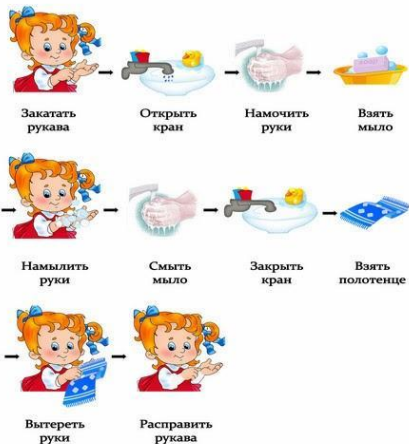 Закатать
рукава
Открыть
кран
Намочить
руки
Взять
мыло
Намылить
руки
Смыть
мыло
Закрыть
кран
Взять
полотенце
Вытереть
руки
Расправить
рукава